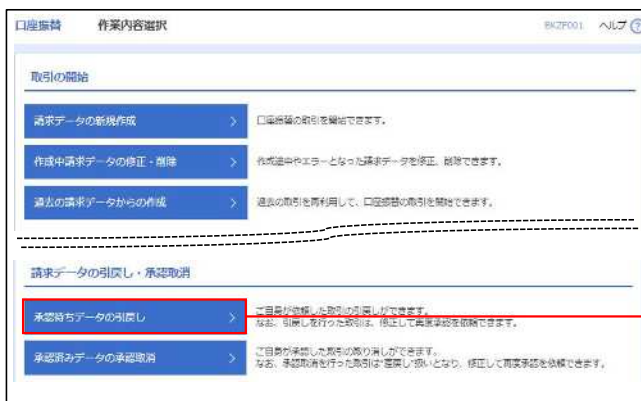 口座振替 作業内容選択 BKZF001 ヘルプ ?
取引の開始
請求データの新規作成 > 口座振替の取引を開始できます。
作成中請求データの修正・削除 > 作成途中やエラーとなった請求データを修正、削除できます。
過去の請求データからの作成 > 過去の取引を再利用して、口座振替の取引を開始できます。
請求データの引戻し・承認取消
承認待ちデータの引戻し > ご自身が依頼した取引の引戻しができます。
なお、引戻しを行った取引は、修正して再度承認を依頼できます。
承認済みデータの承認取消 > ご自身が承認した取引の取り消しができます。
なお、承認取消を行った取引は“差戻し”扱いとなり、修正して再度承認を依頼できます。